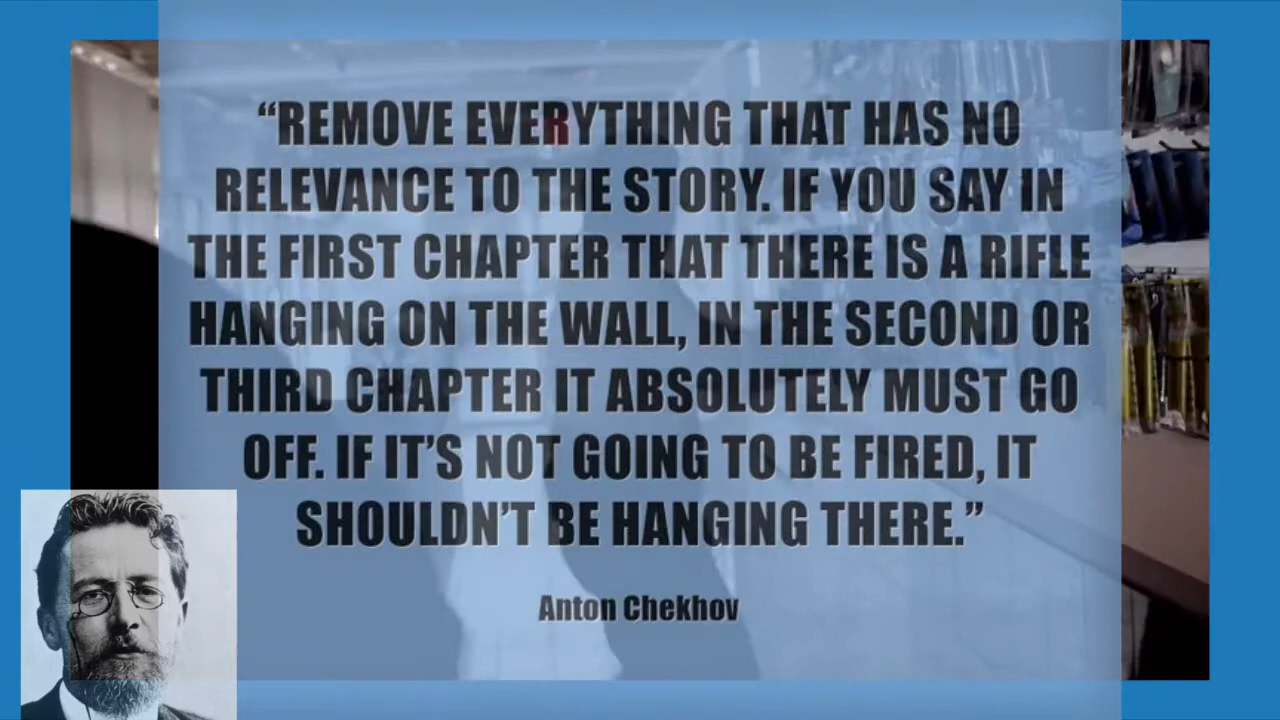 “REMOVE EVERYTHING THAT HAS NO
RELEVANCE TO THE STORY. IF YOU SAY IN
THE FIRST CHAPTER THAT THERE IS A RIFLE
HANGING ON THE WALL, IN THE SECOND OR
THIRD CHAPTER IT ABSOLUTELY MUST GO
OFF. IF IT’S NOT GOING TO BE FIRED, IT
SHOULDN’T BE HANGING THERE.”
Anton Chekhov